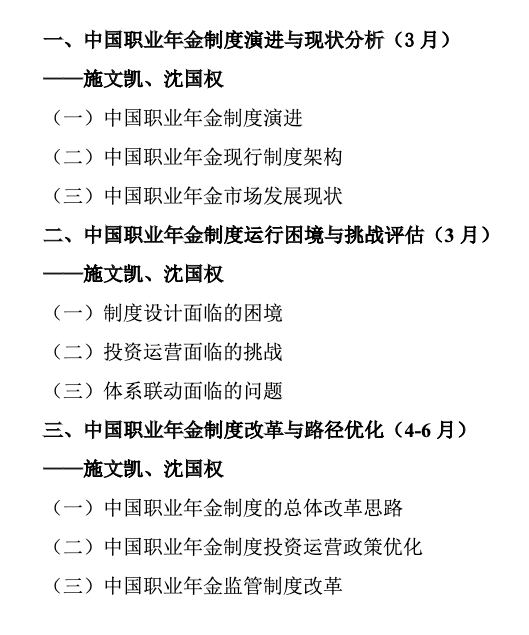 一、中国职业年金制度演进与现状分析（3 月）
——施文凯、沈国权
（一）中国职业年金制度演进
（二）中国职业年金现行制度架构
（三）中国职业年金市场发展现状
二、中国职业年金制度运行困境与挑战评估（3 月）
——施文凯、沈国权
（一）制度设计面临的困境
（二）投资运营面临的挑战
（三）体系联动面临的问题
三、中国职业年金制度改革与路径优化（4-6 月）
——施文凯、沈国权
（一）中国职业年金制度的总体改革思路
（二）中国职业年金制度投资运营政策优化
（三）中国职业年金监管制度改革